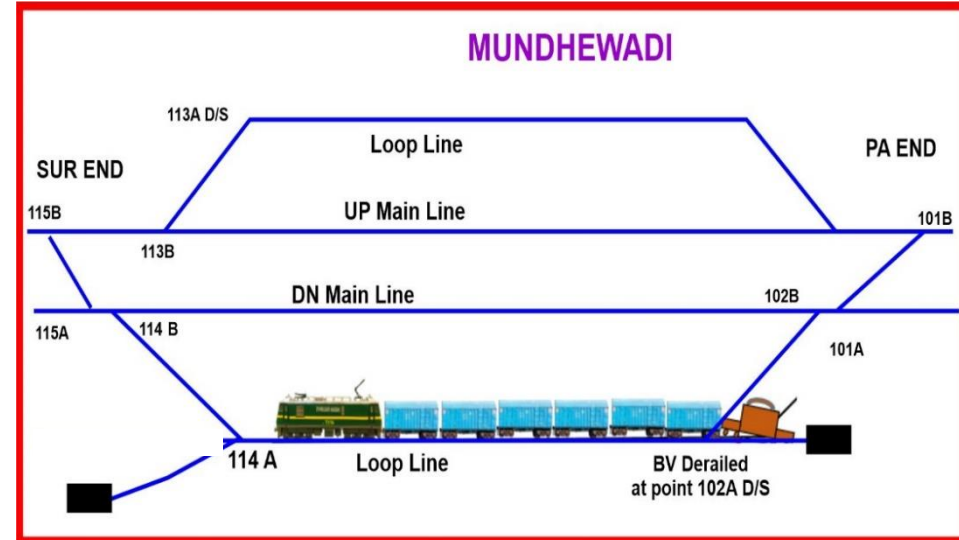 MUNDHEWADI
113A D/S
Loop Line
PA END
SUR END
115B
UP Main Line
101B
113B
DN Main Line
102B
115A
114 B
101A
114 A
Loop Line
BV Derailed
at point 102A D/S